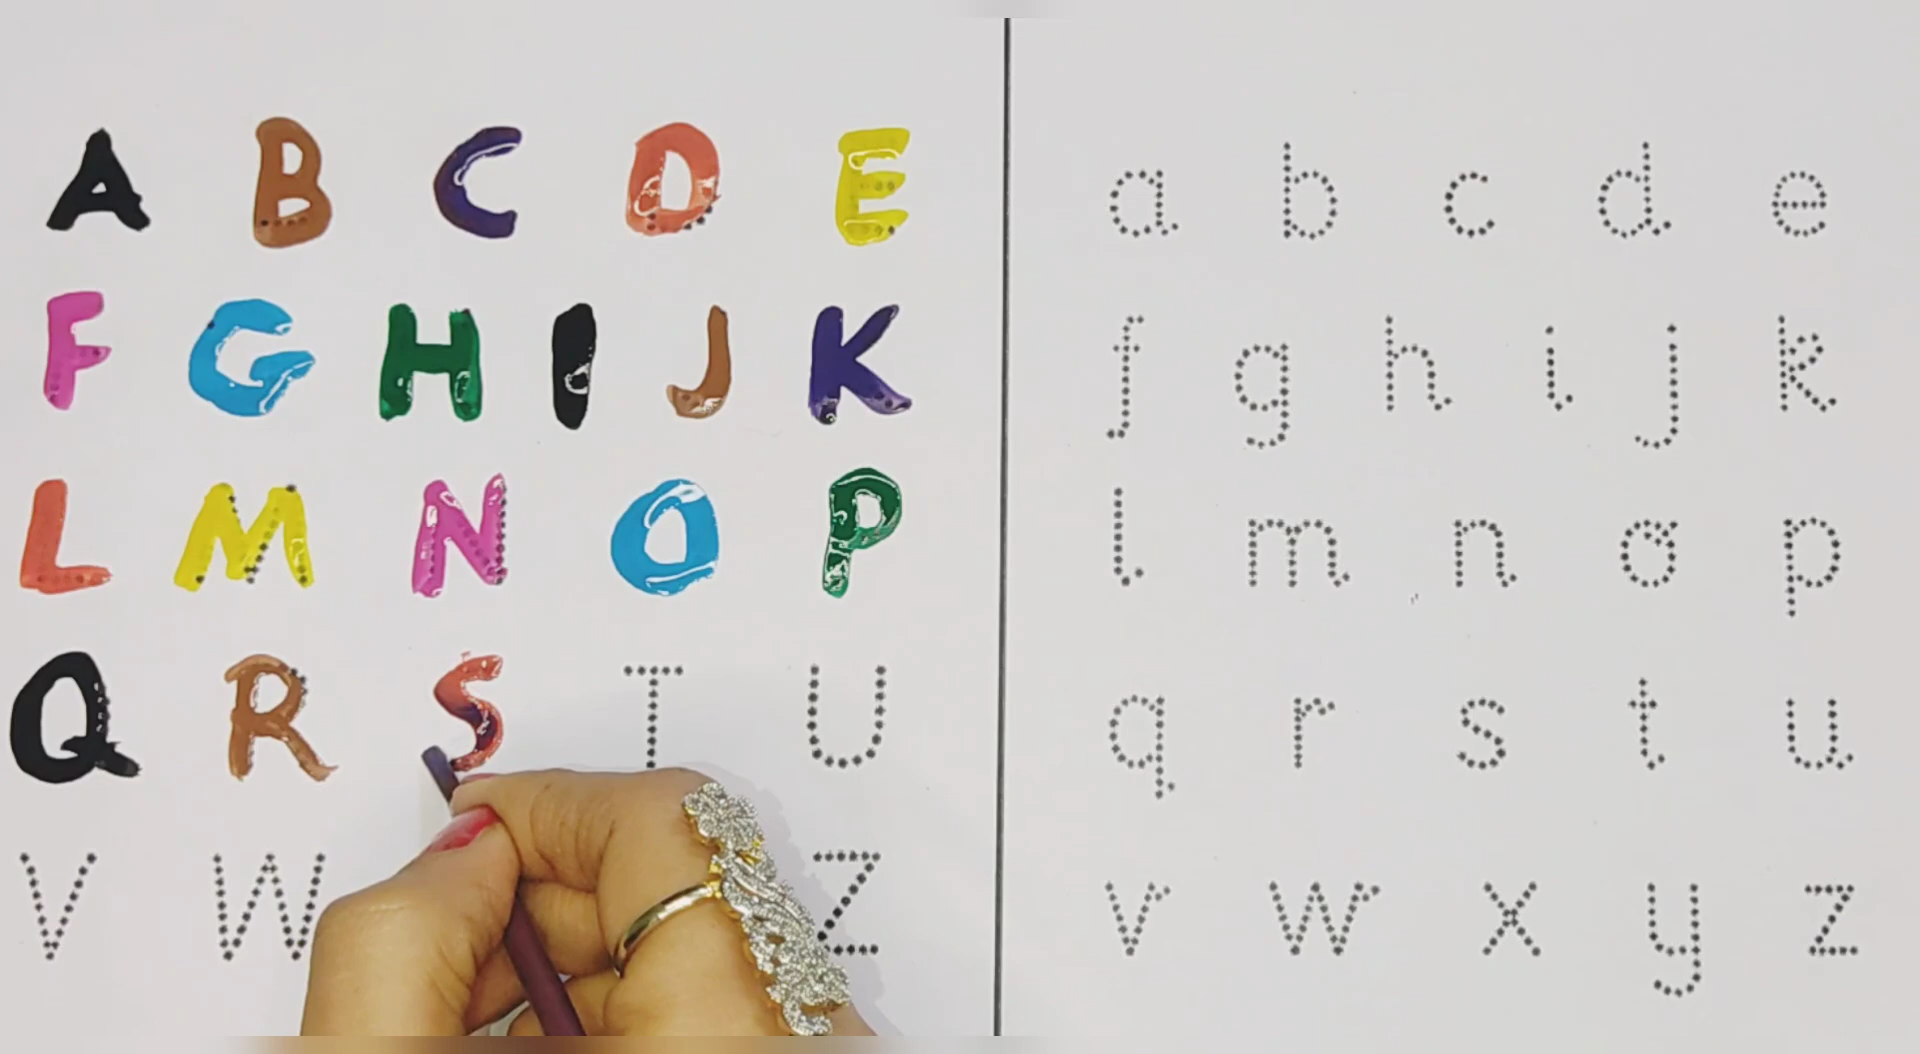 A B C D E
F G H I J K
L M N O P
Q R S T U
V W Z
a b c d e
f g h i j k
l m n o p
q r s t u
v w x y z